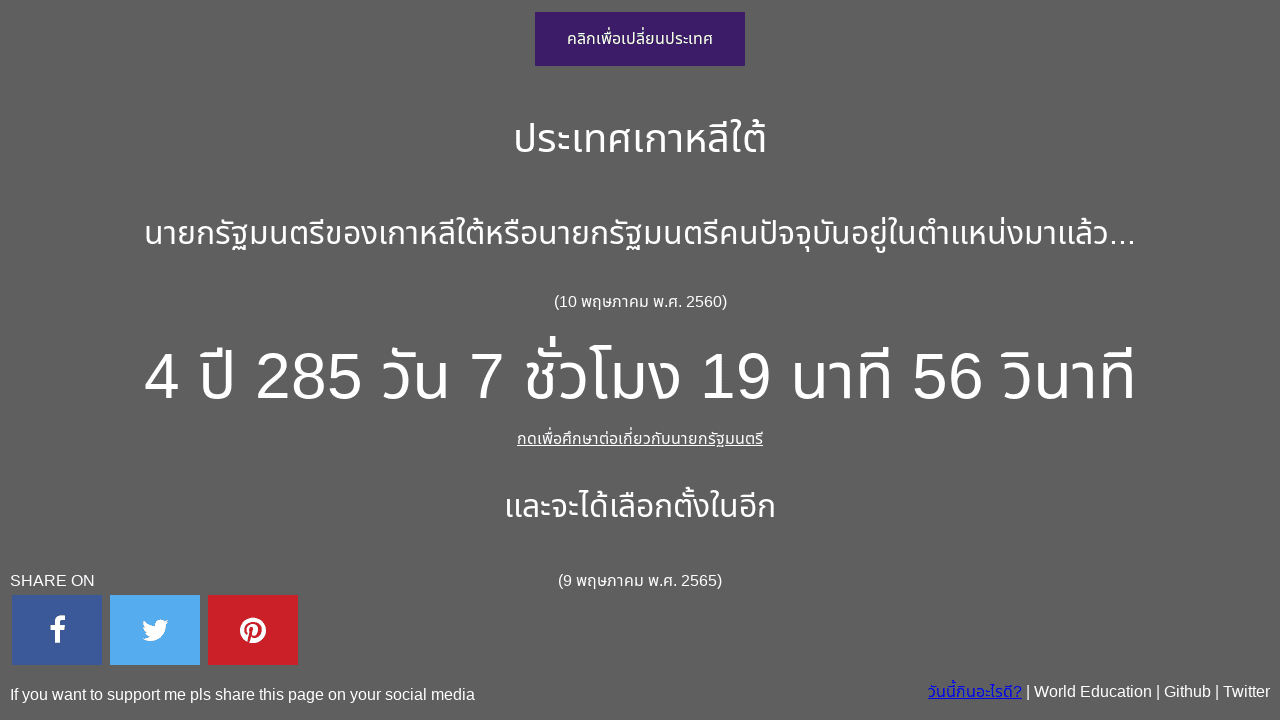 คลิกเพื่อเปลี่ยนประเทศ
ประเทศเกาหลีใต้
นายกรัฐมนตรีของเกาหลีใต้หรือนายกรัฐมนตรีคนปัจจุบันอยู่ในตำแหน่งมาแล้ว...
(10 พฤษภาคม พ.ศ. 2560)
4 ปี 285 วัน 7 ชั่วโมง 19 นาที 56 วินาที
กดเพื่อศึกษาต่อเกี่ยวกับนายกรัฐมนตรี
และจะได้เลือกตั้งในอีก
(9 พฤษภาคม พ.ศ. 2565)
SHARE ON
If you want to support me pls share this page on your social media
วันนี้กินอะไรดี? | World Education | Github | Twitter